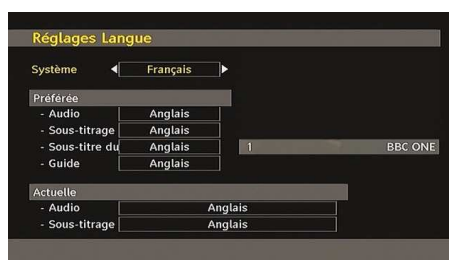 Réglages Langue
Système Français
Préférée
- Audio Anglais
- Sous-titrage Anglais
- Sous-titre du Anglais
1 BBC ONE
- Guide Anglais
Actuelle
- Audio Anglais
- Sous-titrage Anglais